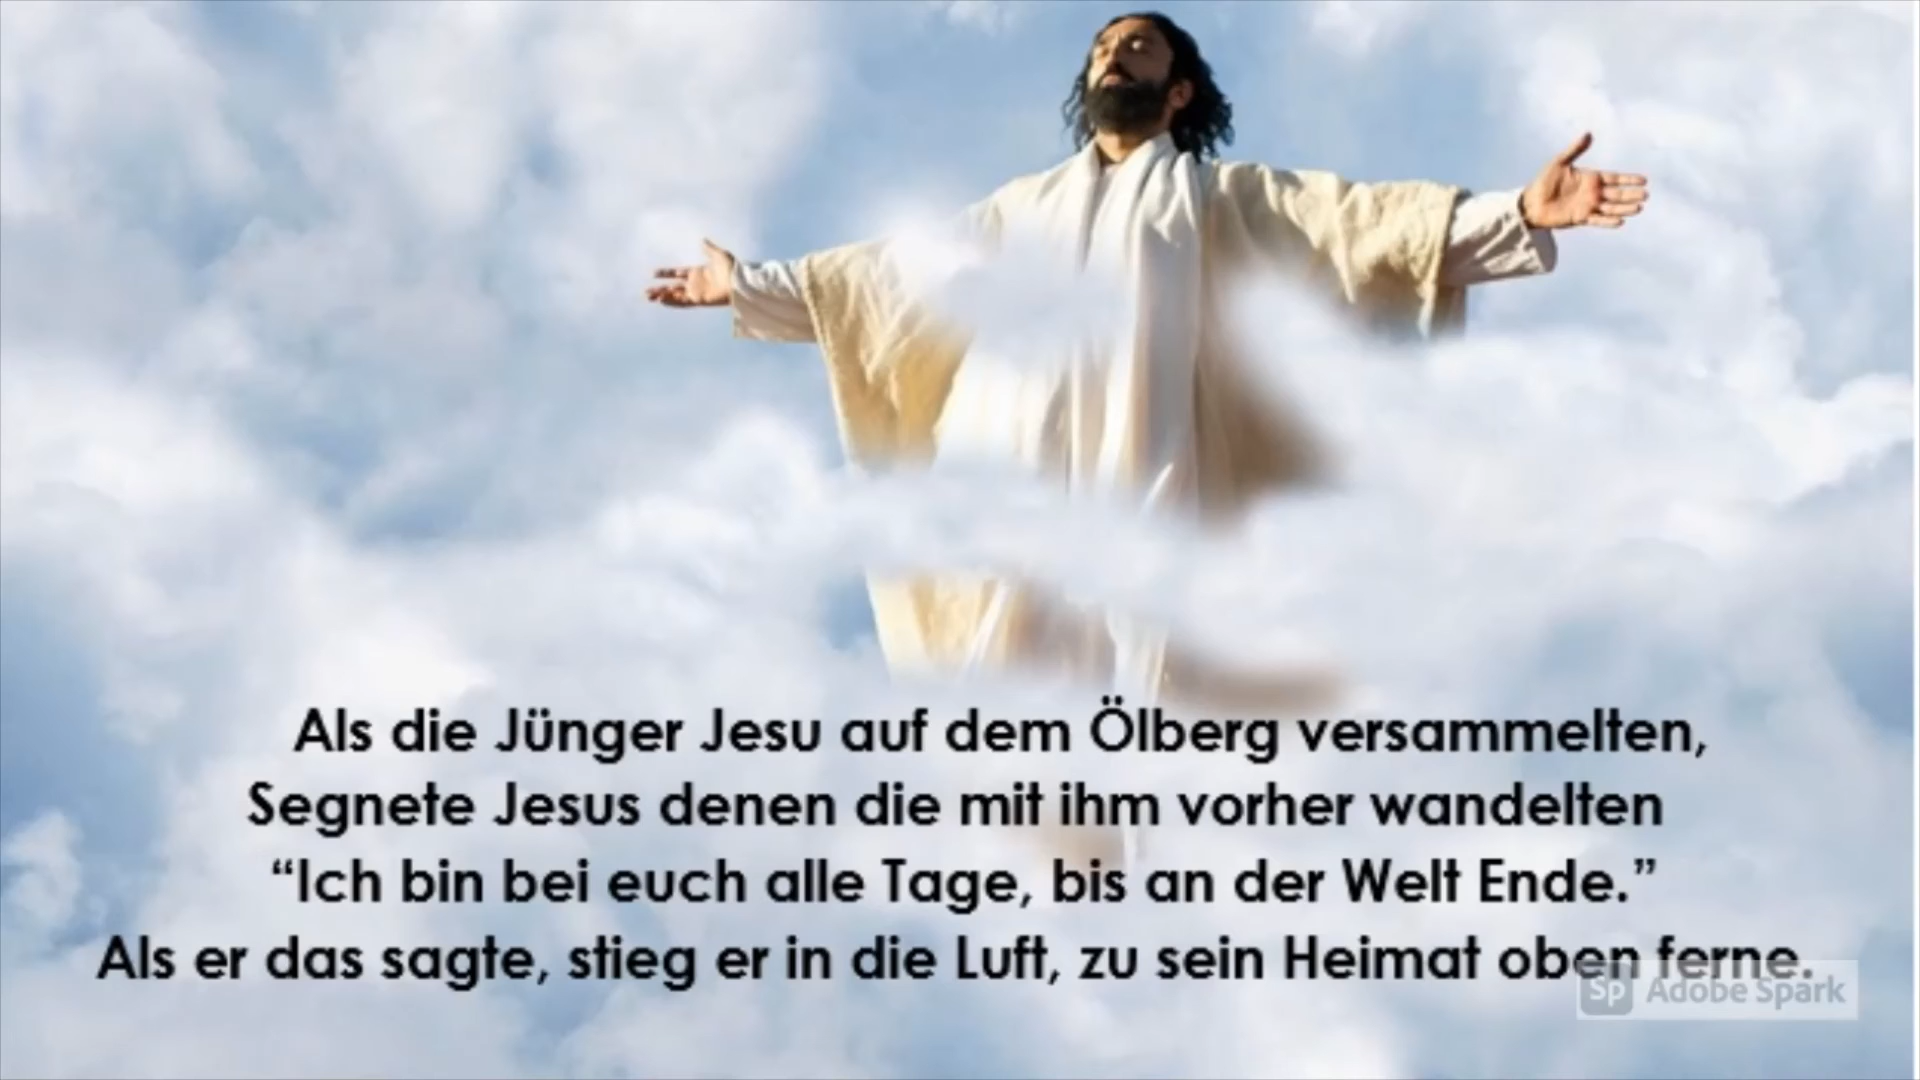 Als die Jünger Jesu auf dem Ölberg versammelten,
Segnete Jesus denen die mit ihm vorher wandelten
“Ich bin bei euch alle Tage, bis an der Welt Ende.”
Als er das sagte, stieg er in die Luft, zu sein Heimat oben ferne.
Sp Adobe Spark